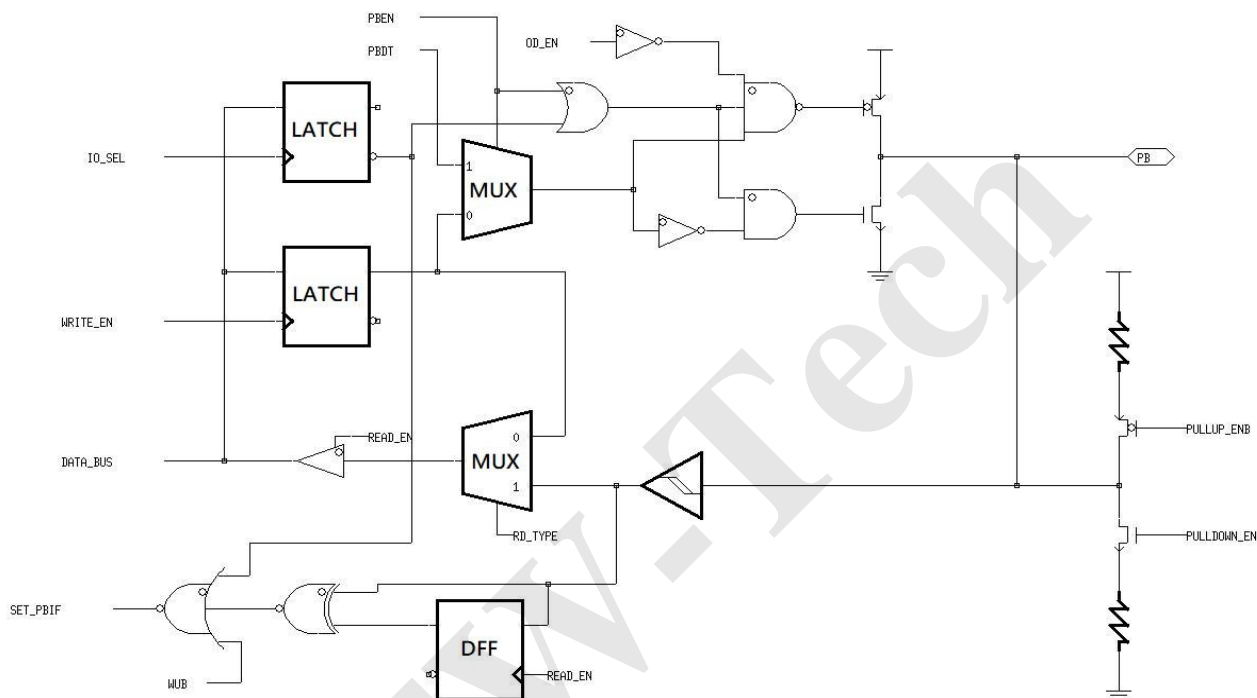 PBEN
OD_EN
PBDT
LATCH
IO_SEL
1
MUX
0
PB
LATCH
WRITE_EN
READ_EN
0
PULLUP_ENB
DATA_BUS
MUX
1
RD_TYPE
PULLDOWN_EN
SET_PBIF
DFF
READ_EN
WUB
w-Tech